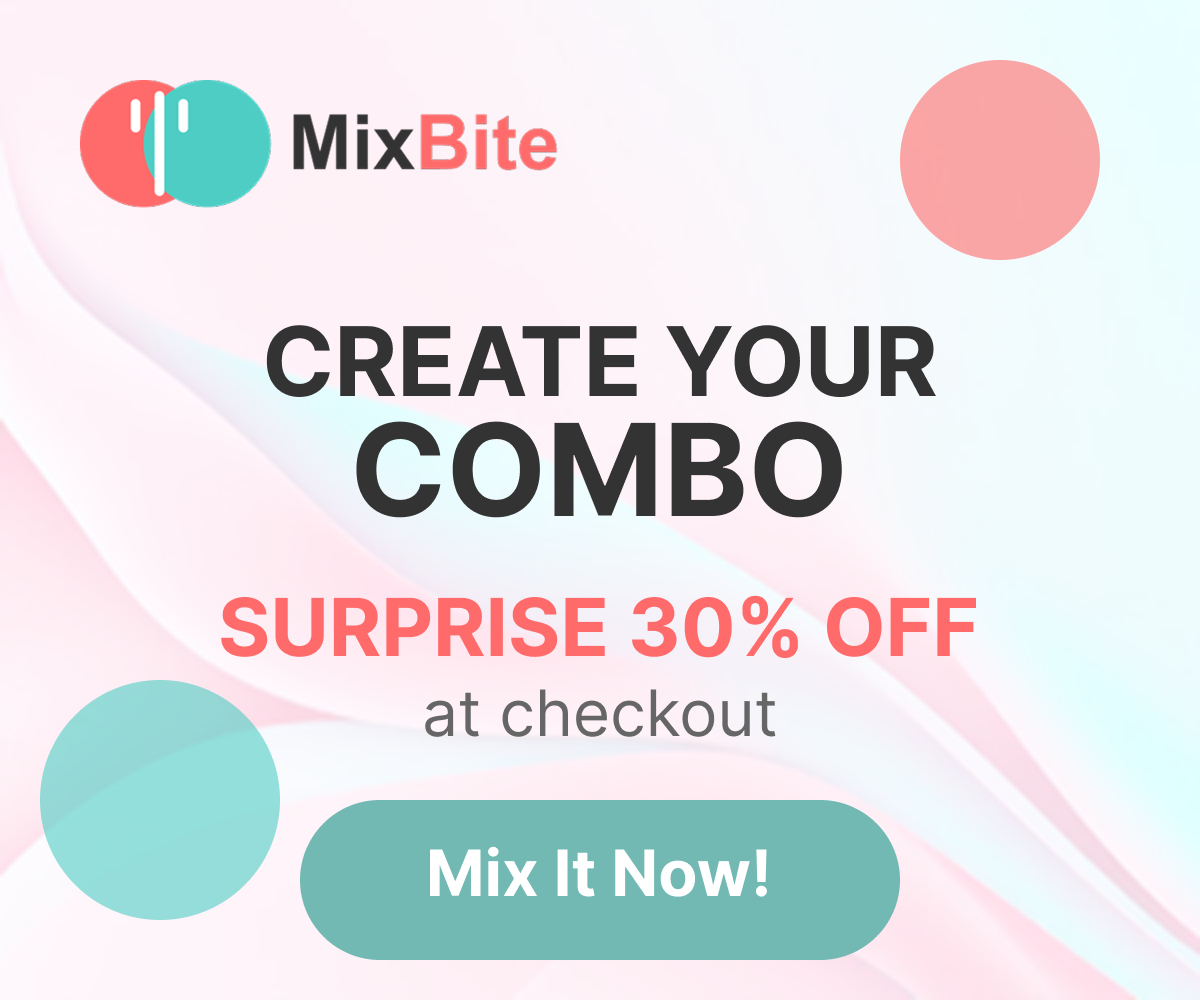 MixBite
CREATE YOUR
COMBO
SURPRISE 30% OFF
at checkout
Mix It Now!